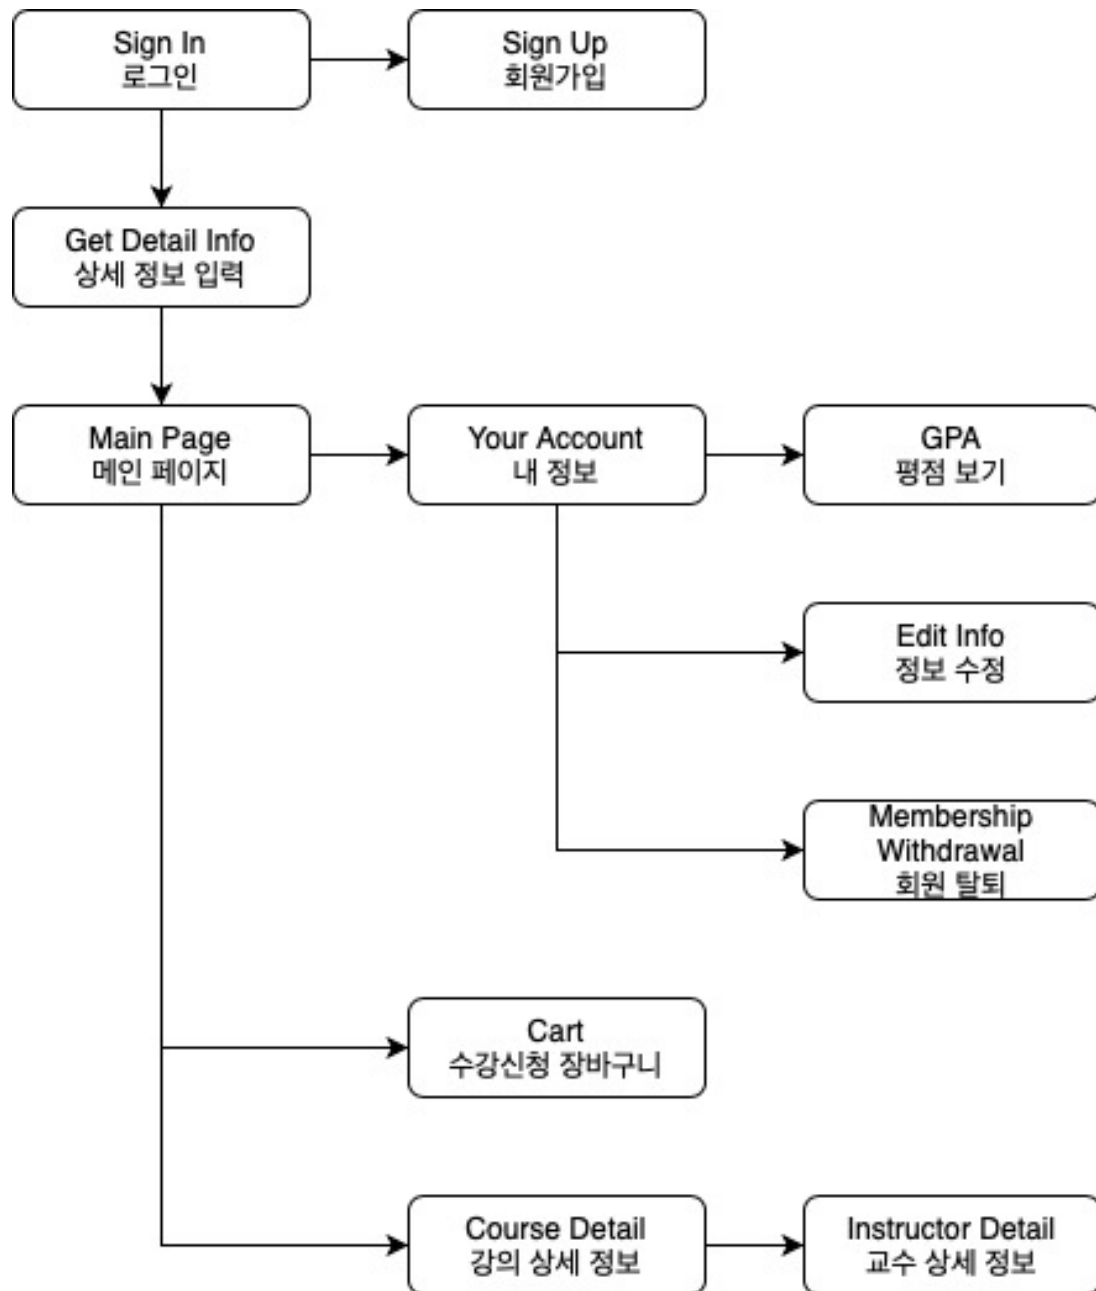 Sign In
로그인
Sign Up
회원가입
Get Detail Info
상세 정보 입력
Main Page
메인 페이지
Your Account
내 정보
GPA
평점 보기
Edit Info
정보 수정
Membership
Withdrawal
회원 탈퇴
Cart
수강신청 장바구니
Course Detail
강의 상세 정보
Instructor Detail
교수 상세 정보